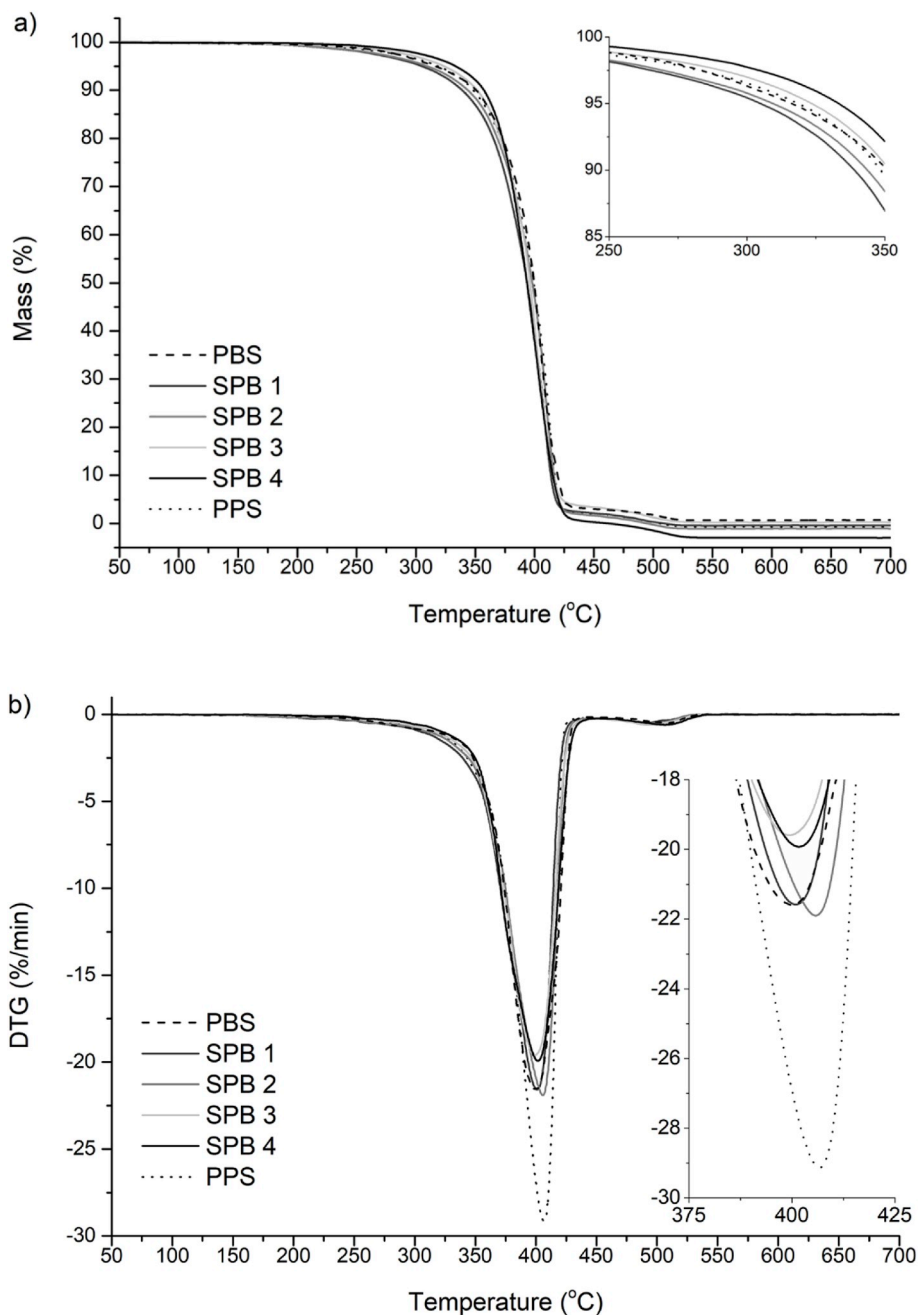 a)
100
90
80
70
60
50
40
30
20
10
0
Mass (%)
50 100 150 200 250 300 350 400 450 500 550 600 650 700
Temperature (°C)
PBS
SPB 1
SPB 2
SPB 3
SPB 4
PPS
100
95
90
85
250 300 350
b)
0
-5
-10
-15
-20
-25
-30
DTG (%/min)
50 100 150 200 250 300 350 400 450 500 550 600 650 700
Temperature (°C)
PBS
SPB 1
SPB 2
SPB 3
SPB 4
PPS
-18
-20
-22
-24
-26
-28
-30
375 400 425